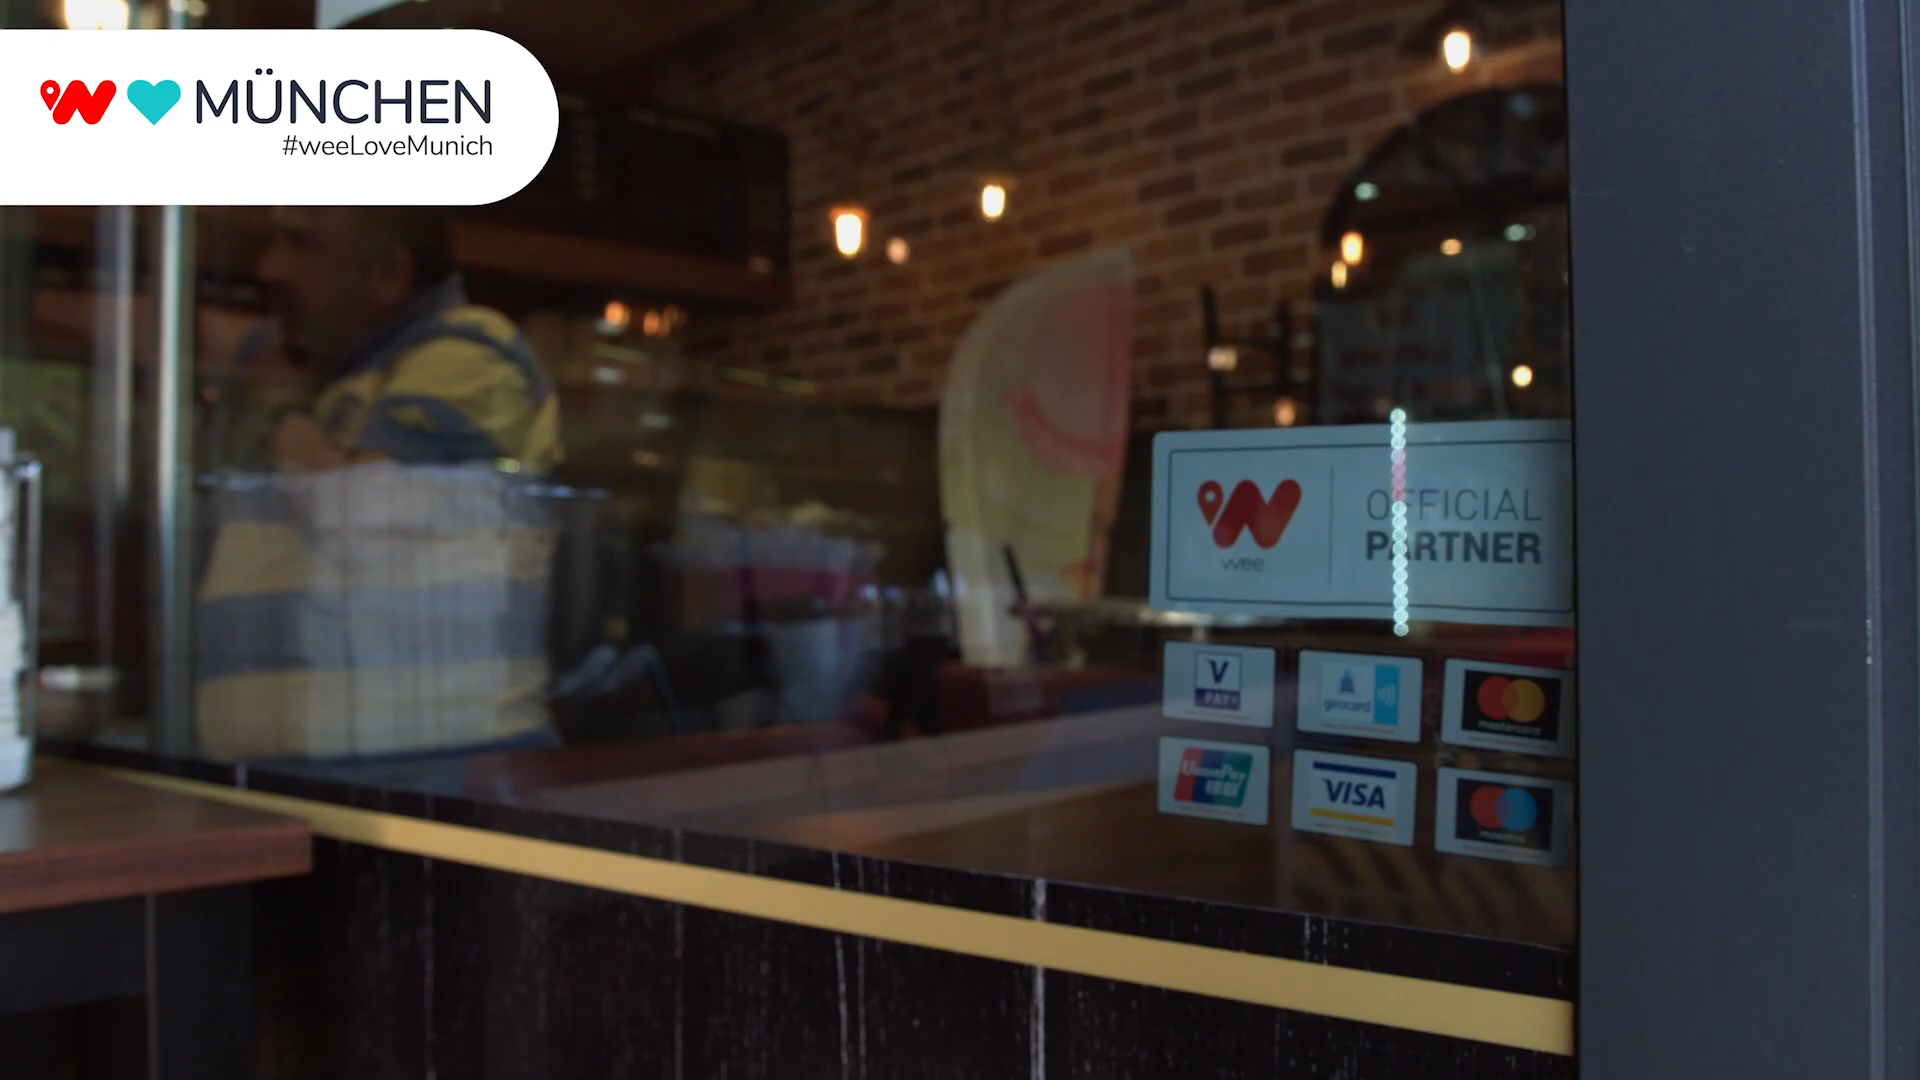 MÜNCHEN
#weeLoveMunich
wee
OFFICIAL
PARTNER
V
PAY
girocard
mastercard
UnionPay
VISA